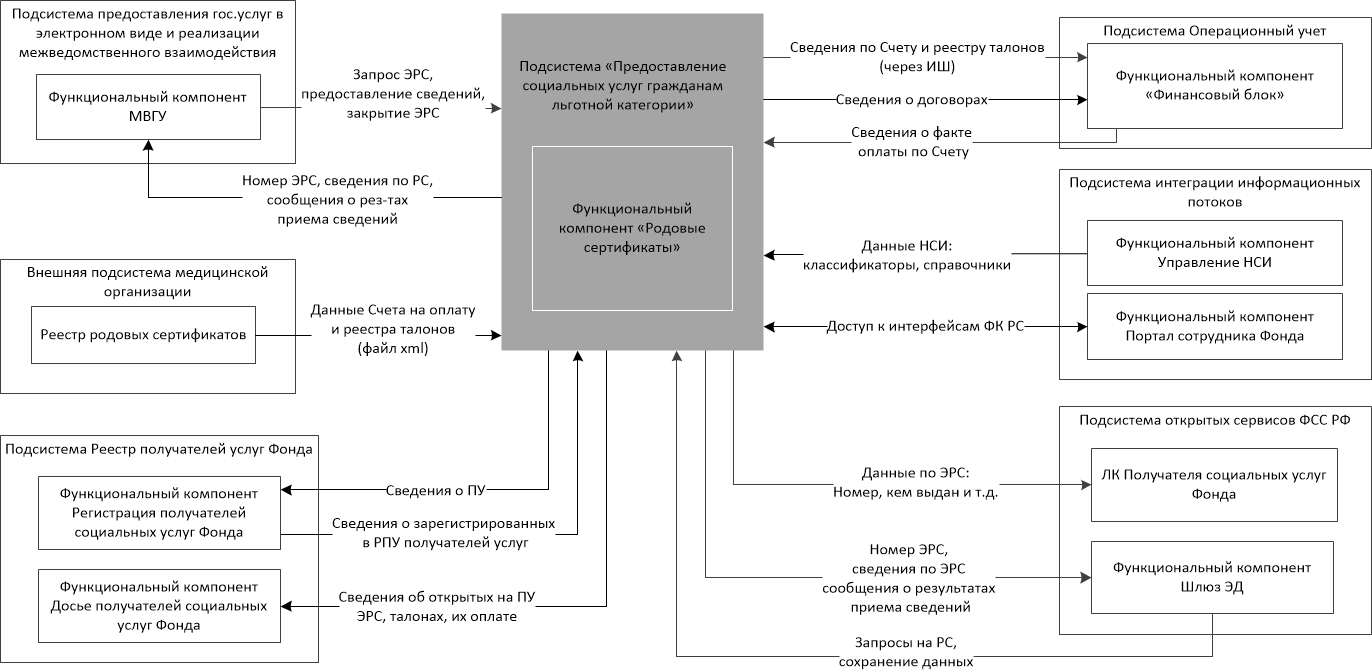 Подсистема предоставления гос.услуг в
электронном виде и реализации
межведомственного взаимодействия
Функциональный компонент
МВГУ
Запрос ЭРС,
предоставление сведений,
закрытие ЭРС
Номер ЭРС, сведения по РС,
сообщения о рез-тах
приема сведений
Внешняя подсистема медицинской
организации
Реестр родовых сертификатов
Данные Счета на оплату
и реестра талонов
(файл xml)
Подсистема «Предоставление
социальных услуг гражданам
льготной категории»
Функциональный
компонент «Родовые
сертификаты»
Сведения по Счету и реестру талонов
(через ИШ)
Сведения о договорах
Сведения о факте
оплаты по Счету
Подсистема Операционный учет
Функциональный компонент
«Финансовый блок»
Подсистема интеграции информационных
потоков
Данные НСИ:
классификаторы, справочники
Функциональный компонент
Управление НСИ
Доступ к интерфейсам ФК РС
Функциональный компонент
Портал сотрудника Фонда
Подсистема Реестр получателей услуг Фонда
Функциональный компонент
Регистрация получателей
социальных услуг Фонда
Сведения о ПУ
Сведения о зарегистрированных
в РПУ получателей услуг
Функциональный компонент
Досье получателей социальных
услуг Фонда
Сведения об открытых на ПУ
ЭРС, талонах, их оплате
Подсистема открытых сервисов ФСС РФ
Данные по ЭРС:
Номер, кем выдан и т.д.
ЛК Получателя социальных услуг
Фонда
Номер ЭРС,
сведения по ЭРС
сообщения о результатах
приема сведений
Функциональный компонент
Шлюз ЭД
Запросы на РС,
сохранение данных